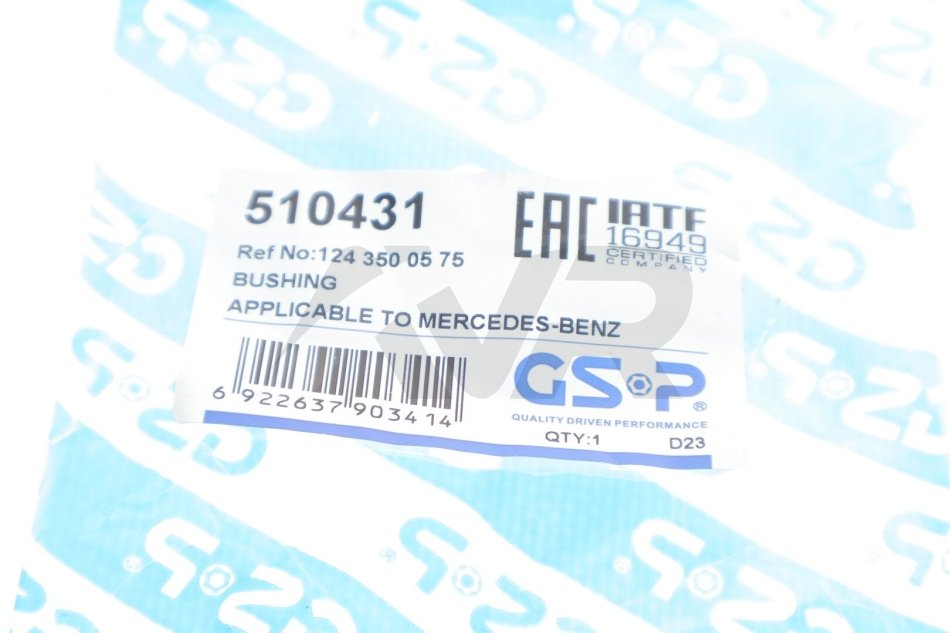 510431
EAC
IATF
16949
CERTIFIED
COMPANY
Ref No:124 350 05 75
BUSHING
APPLICABLE TO MERCEDES-BENZ
6 922637 903414
GSP®
QUALITY DRIVEN PERFORMANCE
QTY:1
D23